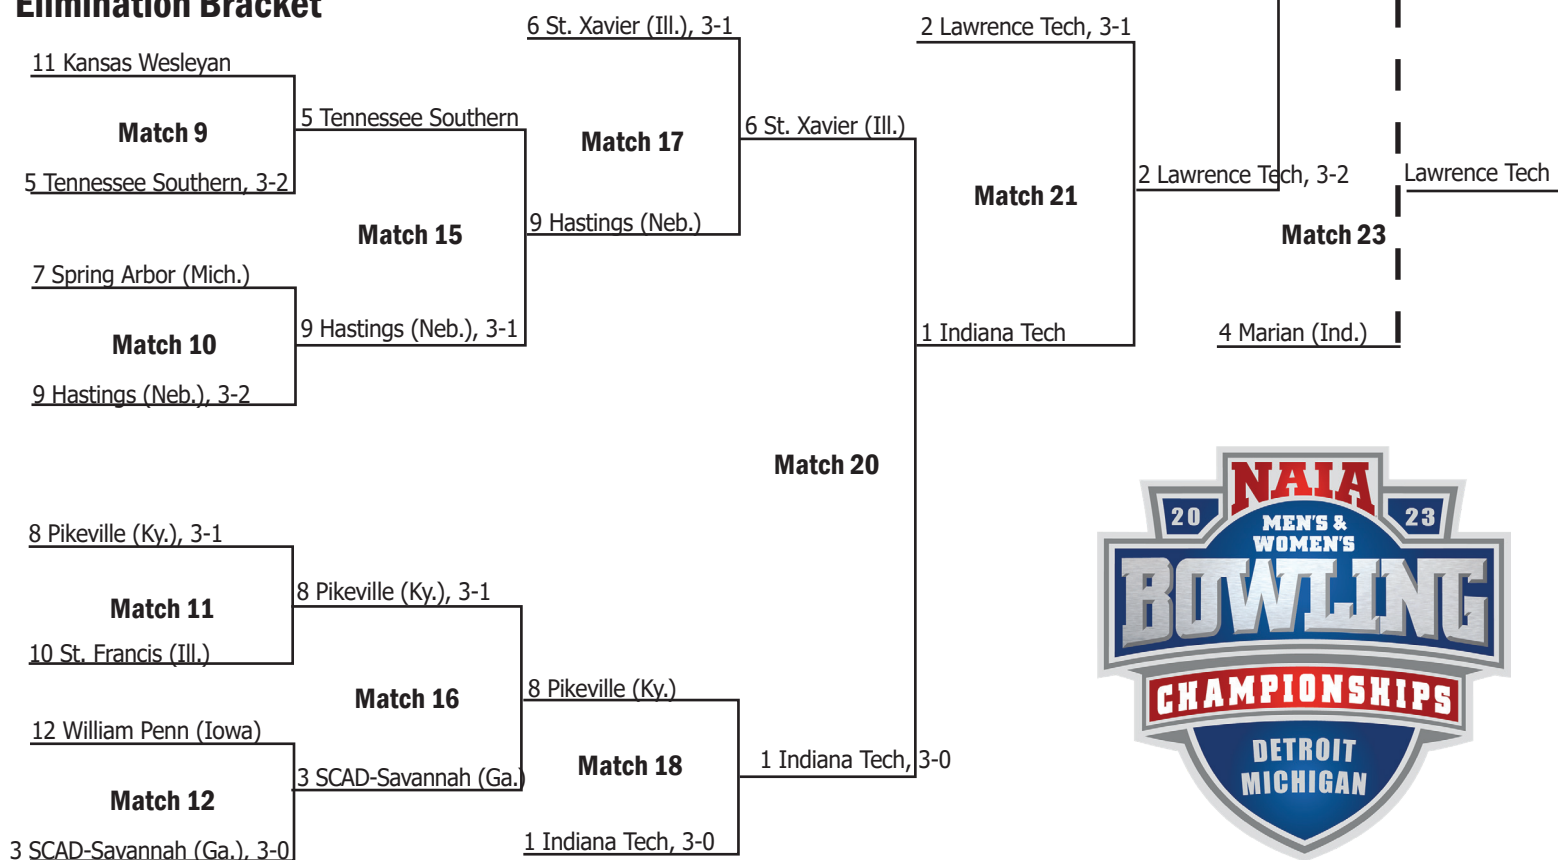 Elimination Bracket
6 St. Xavier (Ill.), 3-1
2 Lawrence Tech, 3-1
11 Kansas Wesleyan
5 Tennessee Southern
Match 9
Match 17
6 St. Xavier (Ill.)
5 Tennessee Southern, 3-2
Match 21
2 Lawrence Tech, 3-2
Lawrence Tech
Match 15
9 Hastings (Neb.)
Match 23
7 Spring Arbor (Mich.)
9 Hastings (Neb.), 3-1
1 Indiana Tech
4 Marian (Ind.)
Match 10
9 Hastings (Neb.), 3-2
Match 20
8 Pikeville (Ky.), 3-1
8 Pikeville (Ky.), 3-1
Match 11
10 St. Francis (Ill.)
Match 16
8 Pikeville (Ky.)
12 William Penn (Iowa)
3 SCAD-Savannah (Ga.)
Match 18
1 Indiana Tech, 3-0
Match 12
1 Indiana Tech, 3-0
3 SCAD-Savannah (Ga.), 3-0
NAIA
20 23
MEN'S &
WOMEN'S
BOWLING
CHAMPIONSHIPS
DETROIT
MICHIGAN